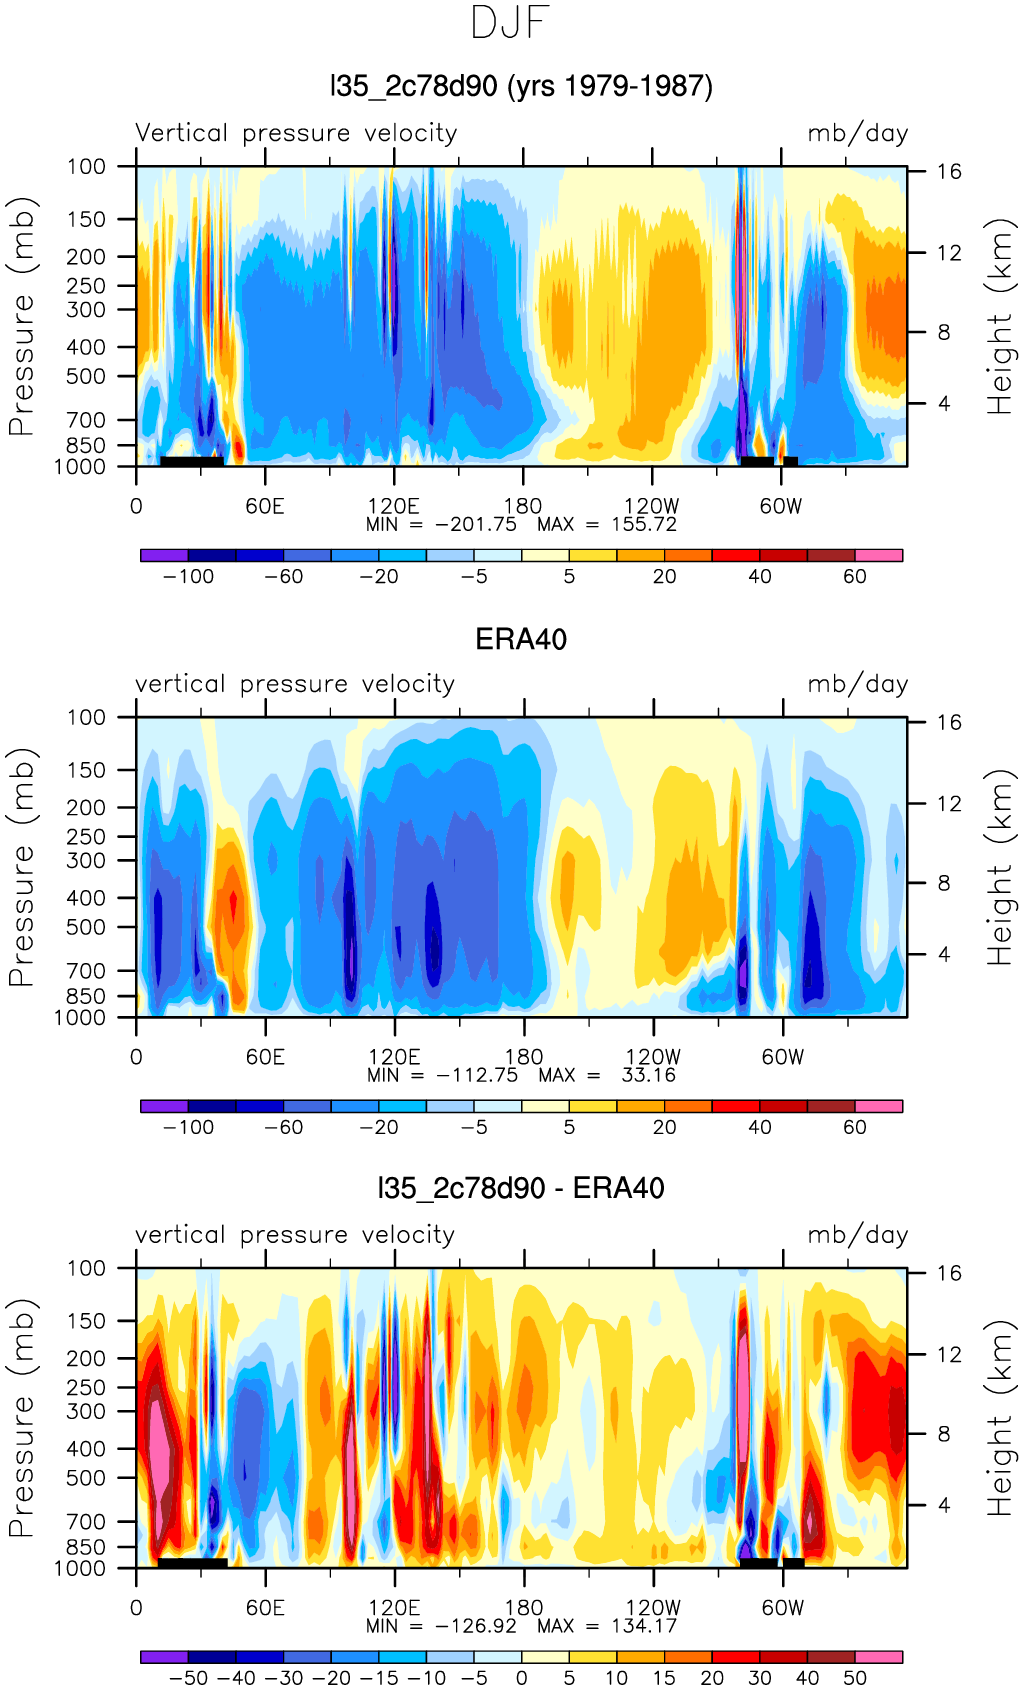 DJF
l35_2c78d90 (yrs 1979-1987)
Vertical pressure velocity mb/day
Pressure (mb)
100
150
200
250
300
400
500
700
850
1000
16
12
8
4
Height (km)
0 60E 120E 180 120W 60W
MIN = -201.75 MAX = 155.72
-100 -60 -20 -5 5 20 40 60
ERA40
vertical pressure velocity mb/day
Pressure (mb)
100
150
200
250
300
400
500
700
850
1000
16
12
8
4
Height (km)
0 60E 120E 180 120W 60W
MIN = -112.75 MAX = 33.16
-100 -60 -20 -5 5 20 40 60
l35_2c78d90 - ERA40
vertical pressure velocity mb/day
Pressure (mb)
100
150
200
250
300
400
500
700
850
1000
16
12
8
4
Height (km)
0 60E 120E 180 120W 60W
MIN = -126.92 MAX = 134.17
-50 -40 -30 -20 -15 -10 -5 0 5 10 15 20 30 40 50